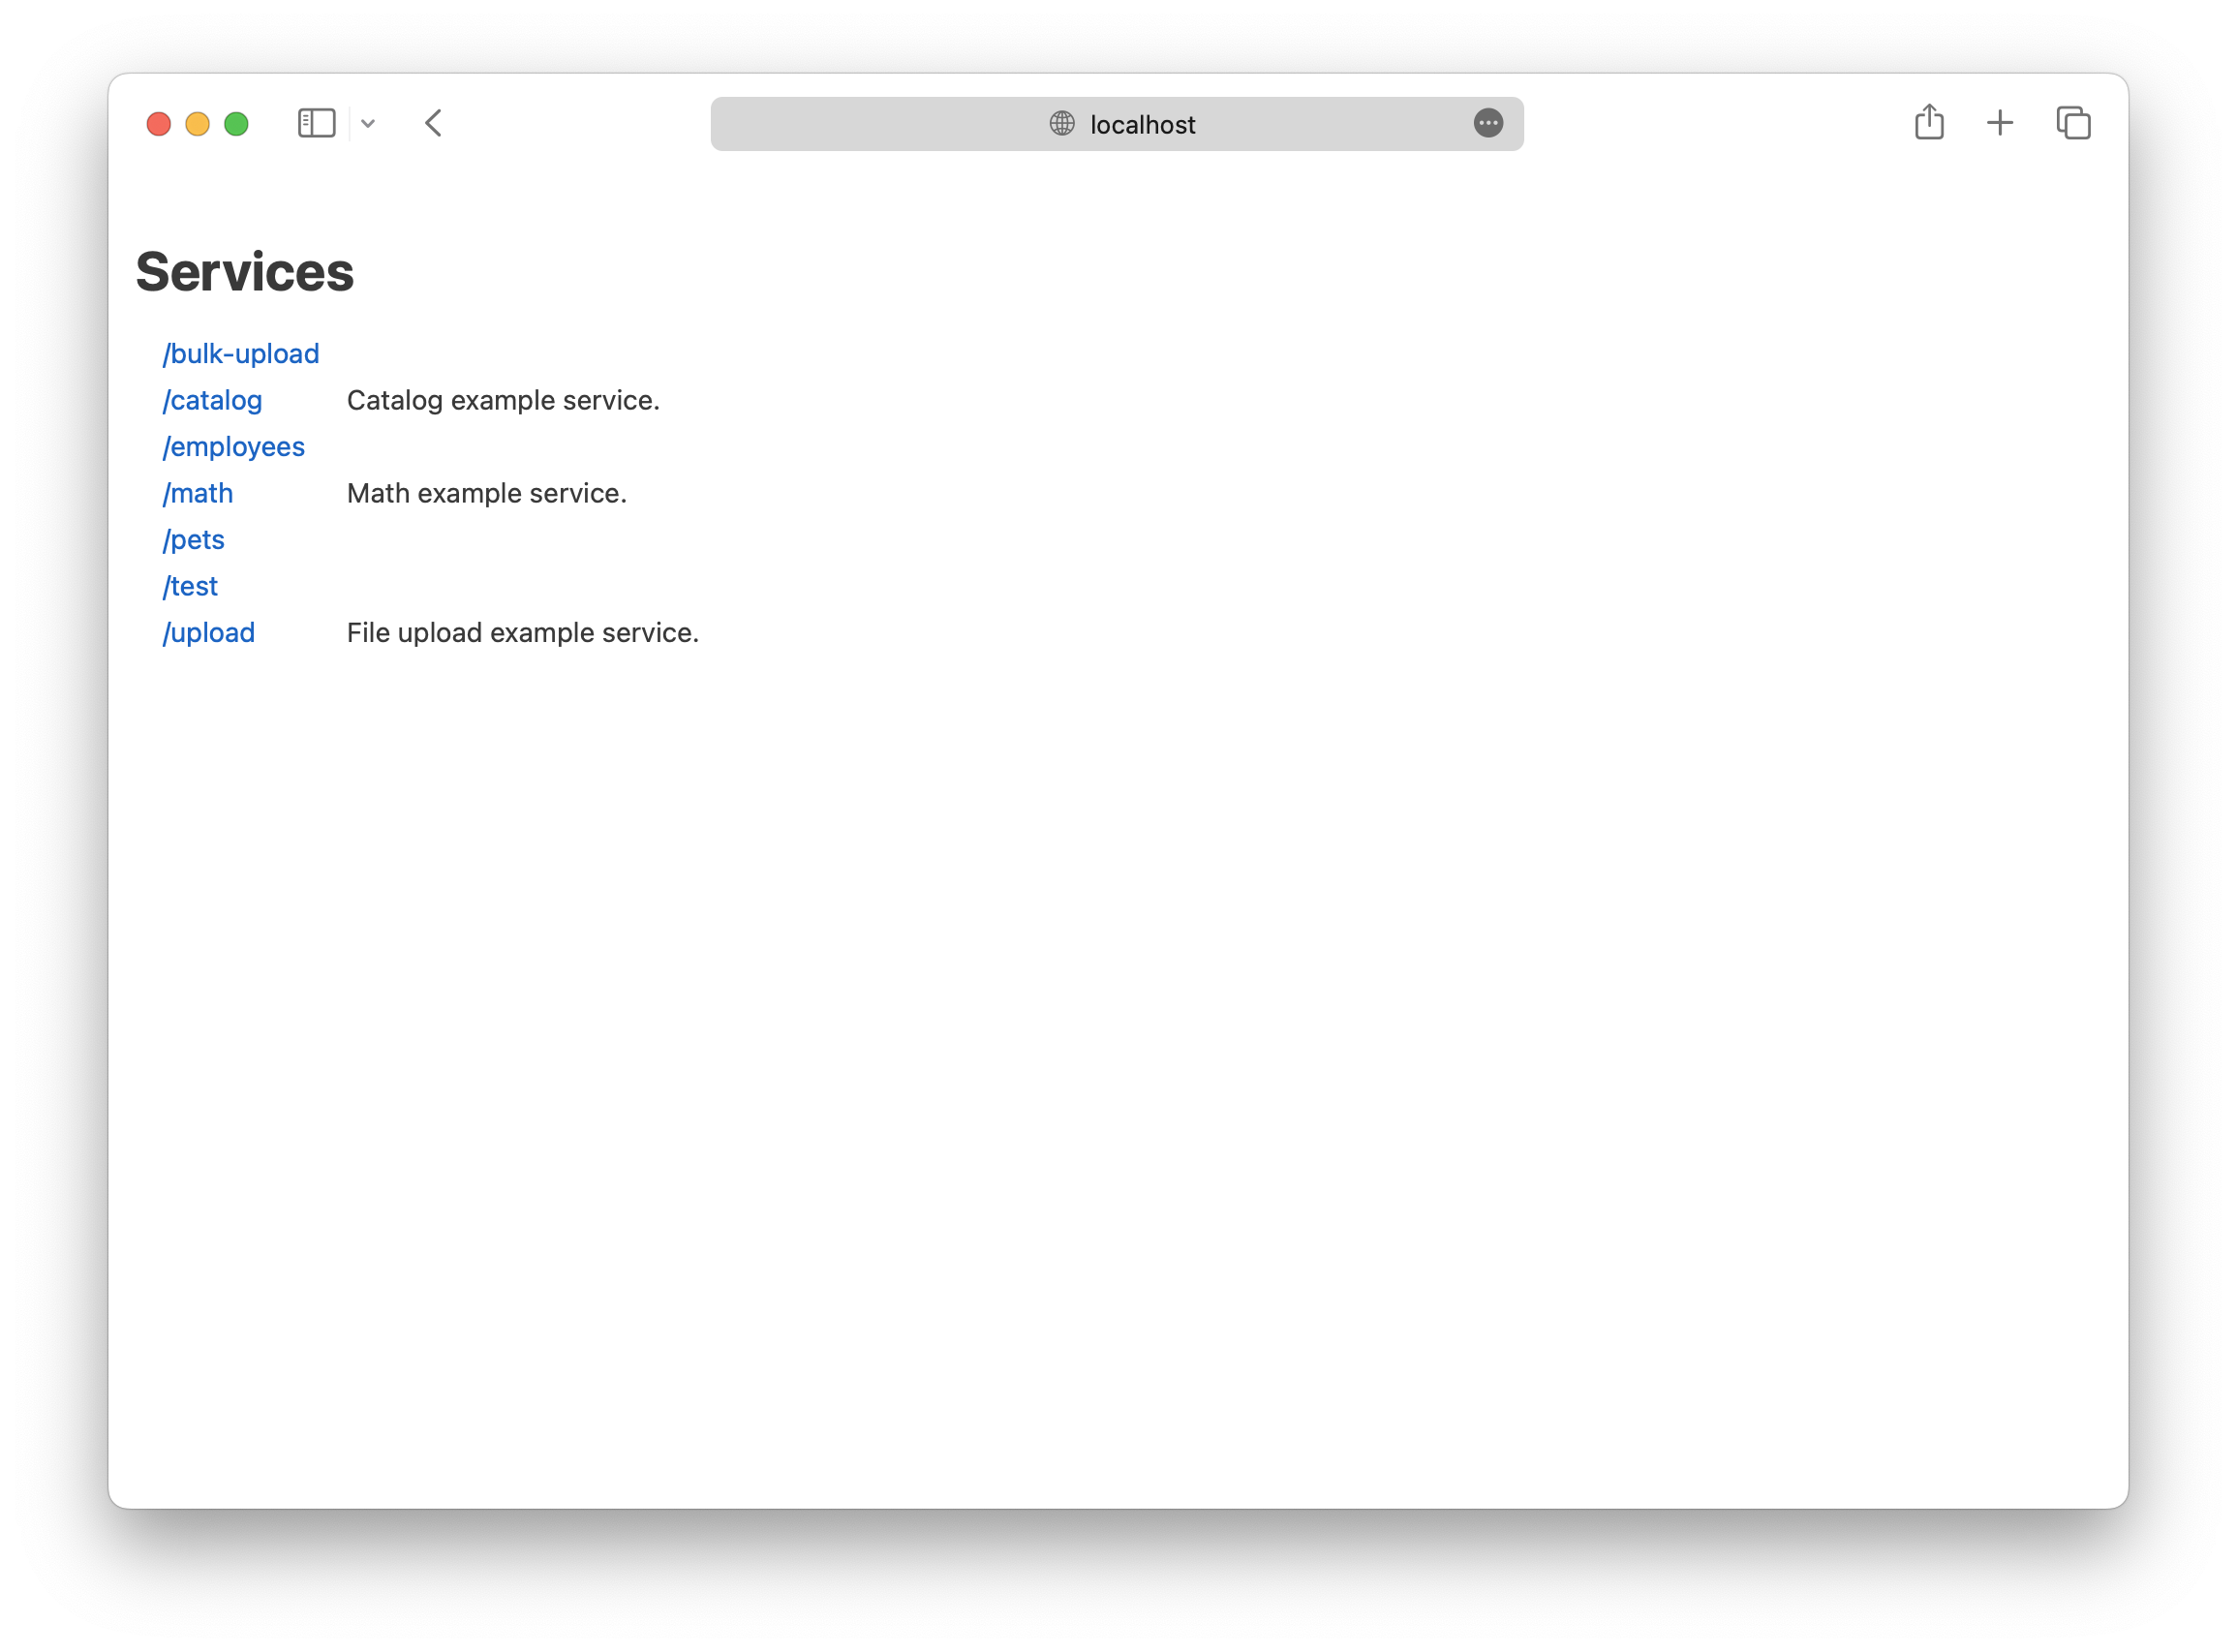 localhost
Services
/bulk-upload
/catalog Catalog example service.
/employees
/math Math example service.
/pets
/test
/upload File upload example service.